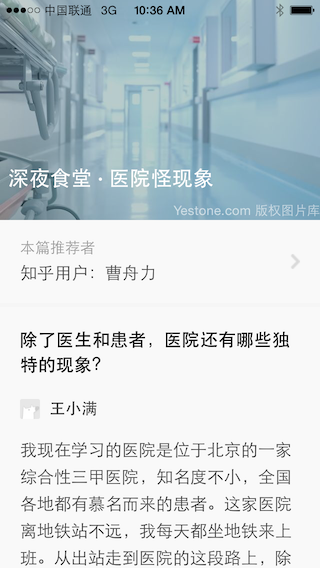 中国联通 3G 10:36 AM
深夜食堂·医院怪现象
Yestone.com 版权图片库
本篇推荐者
知乎用户：曹舟力
除了医生和患者，医院还有哪些独
特的现象？
王小满
我现在学习的医院是位于北京的一家
综合性三甲医院，知名度不小，全国
各地都有慕名而来的患者。这家医院
离地铁站不远，我每天都坐地铁来上
班。从出站走到医院的这段路上，除